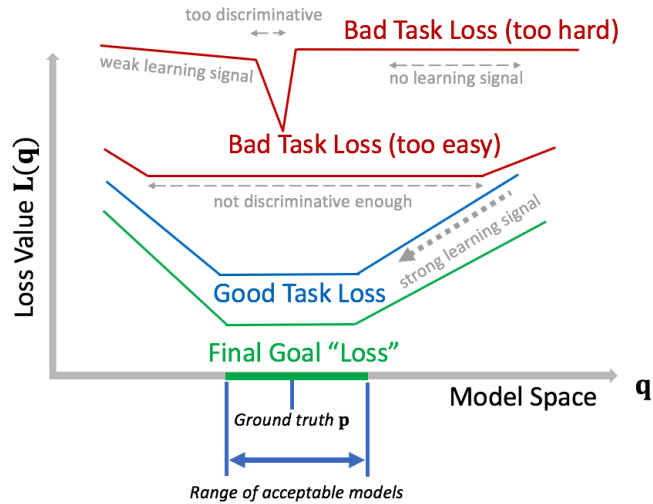 too discriminative
Bad Task Loss (too hard)
weak learning signal
no learning signal
Bad Task Loss (too easy)
not discriminative enough
strong learning signal
Good Task Loss
Final Goal “Loss”
Loss Value L(q)
Model Space
q
Ground truth p
Range of acceptable models